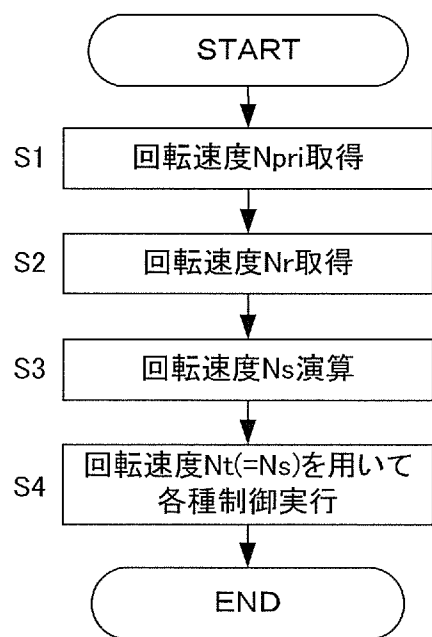 START
S1
回転速度Npri取得
S2
回転速度Nr取得
S3
回転速度Ns演算
S4
回転速度Nt(=Ns)を用いて
各種制御実行
END